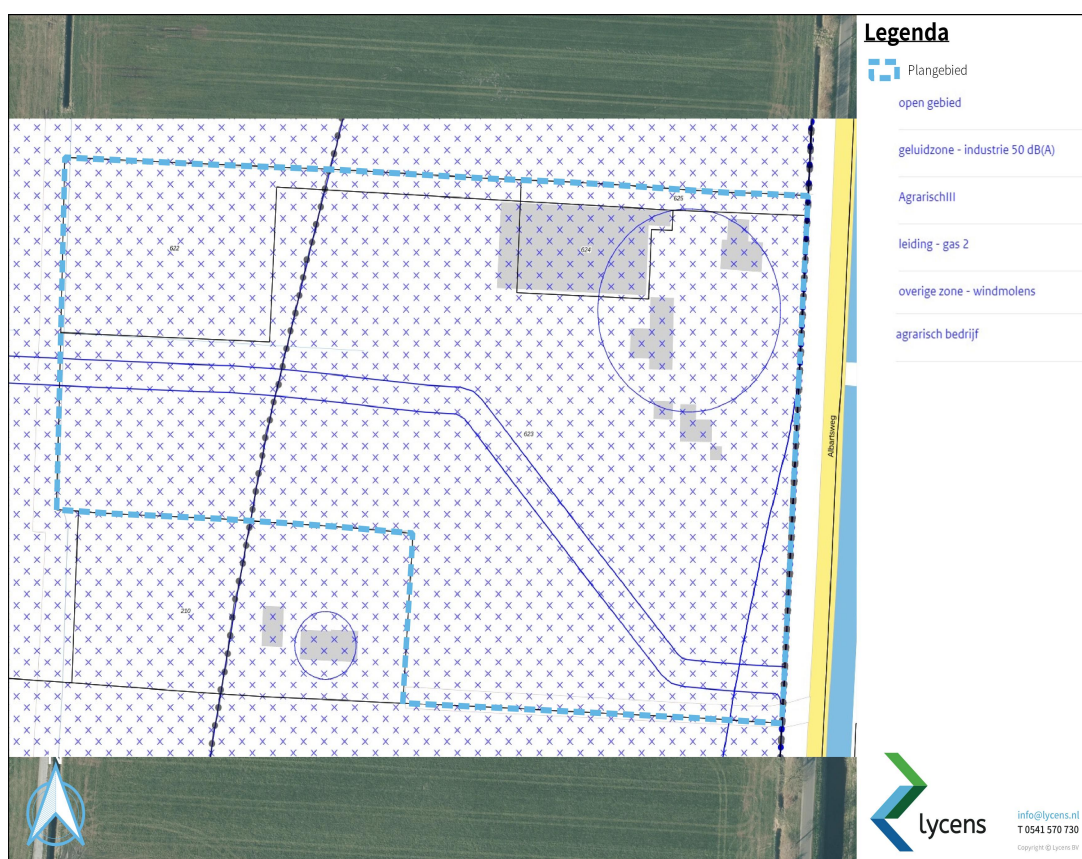 Legenda
Plangebied
open gebied
geluidzone - industrie 50 dB(A)
AgrarischIII
leiding - gas 2
overige zone - windmolens
agrarisch bedrijf
625
622
624
623
Albartsweg
210
N
lycens
info@lycens.nl
T 0541 570 730
Copyright © Lycens BV